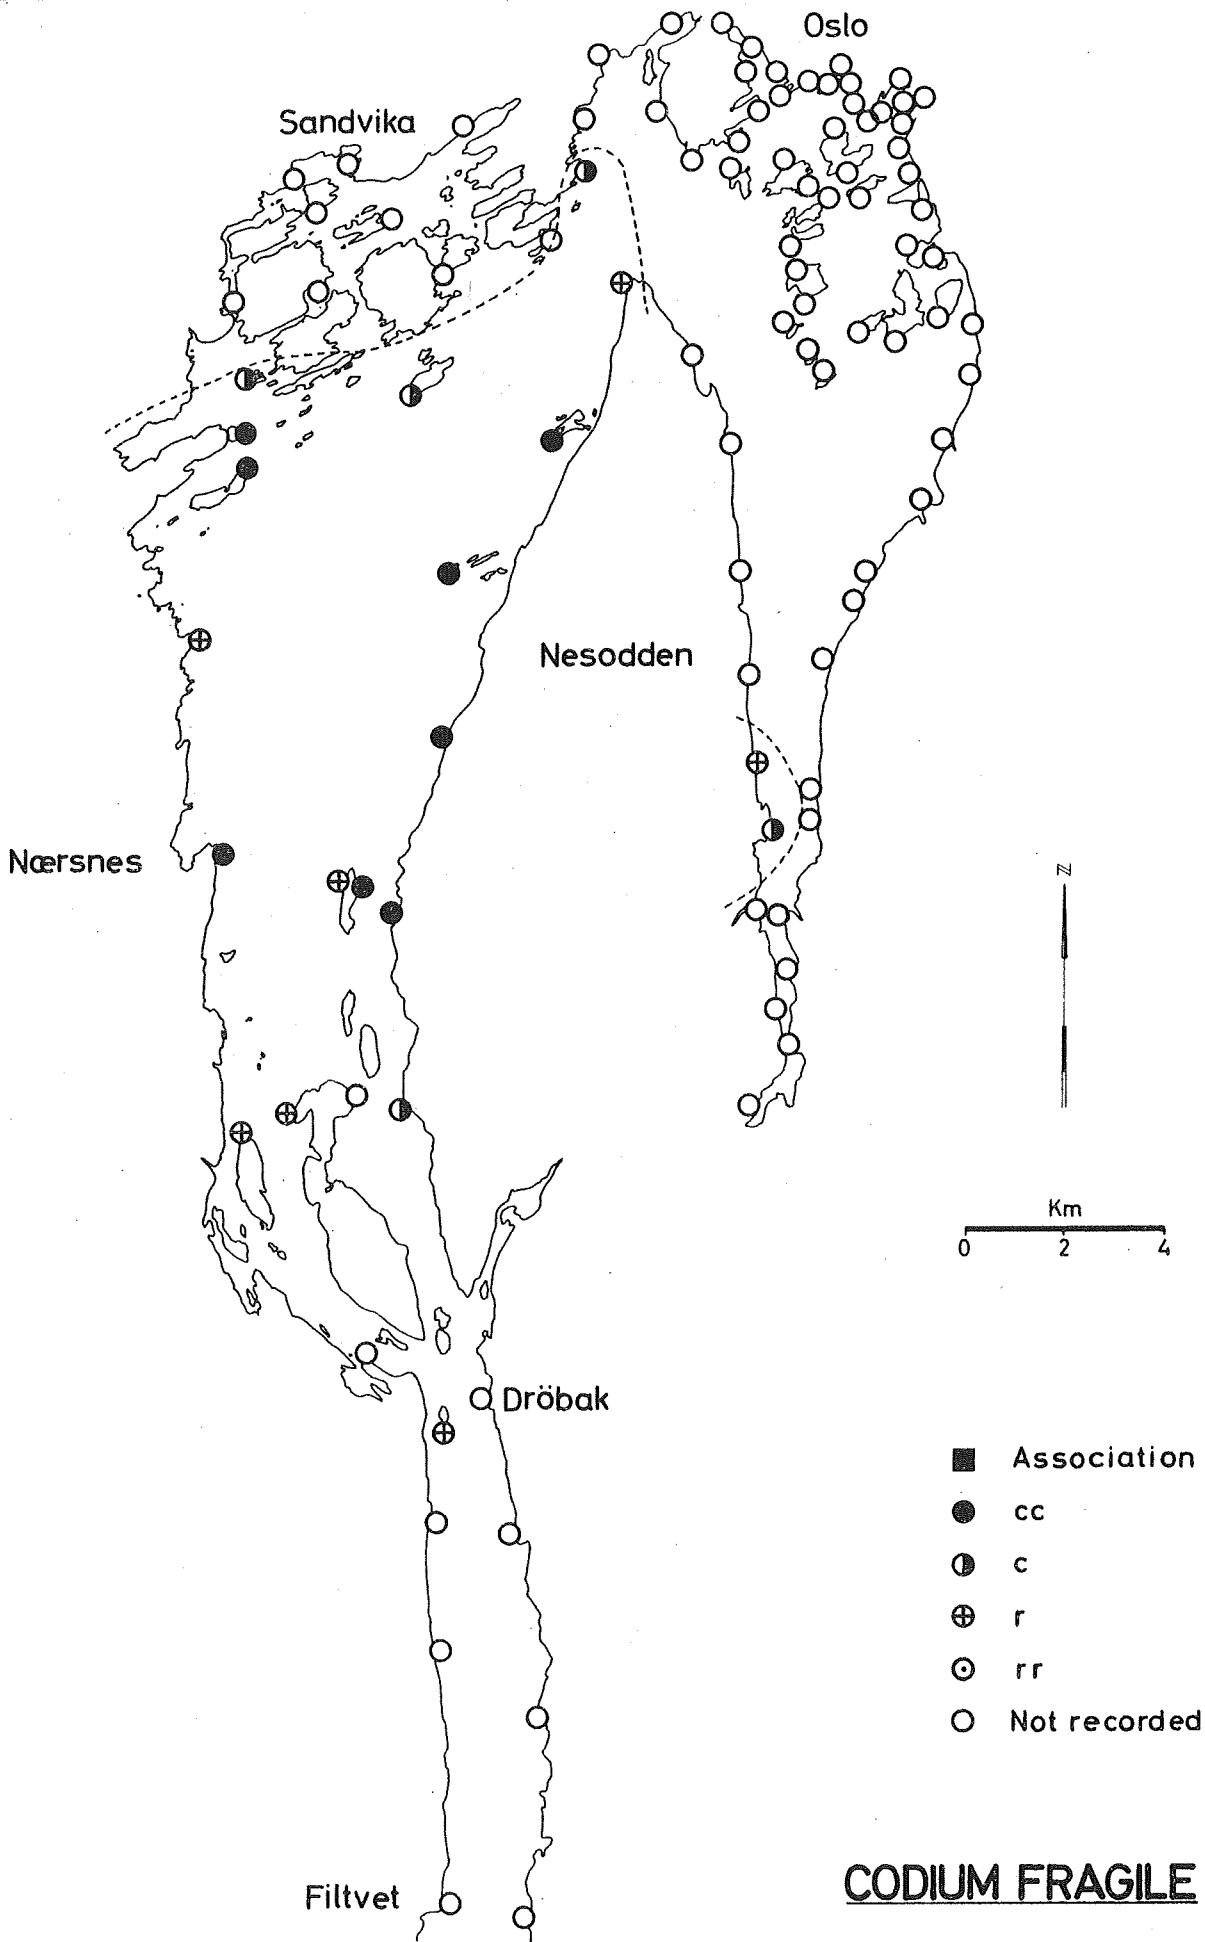 Oslo
Sandvika
Nesodden
Nærsnes
N
Km
0 2 4
Dröbak
Association
cc
c
r
rr
Not recorded
Filtvet
CODIUM FRAGILE